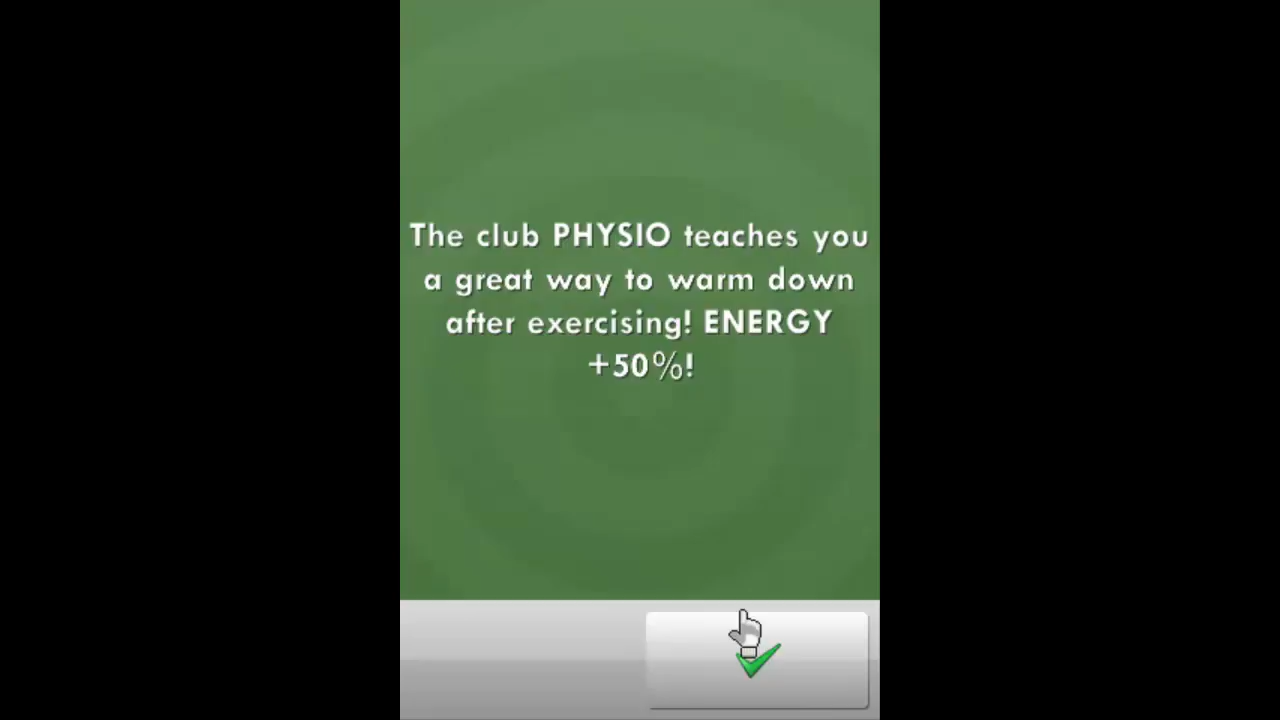 The club PHYSIO teaches you
a great way to warm down
after exercising! ENERGY
+50%!